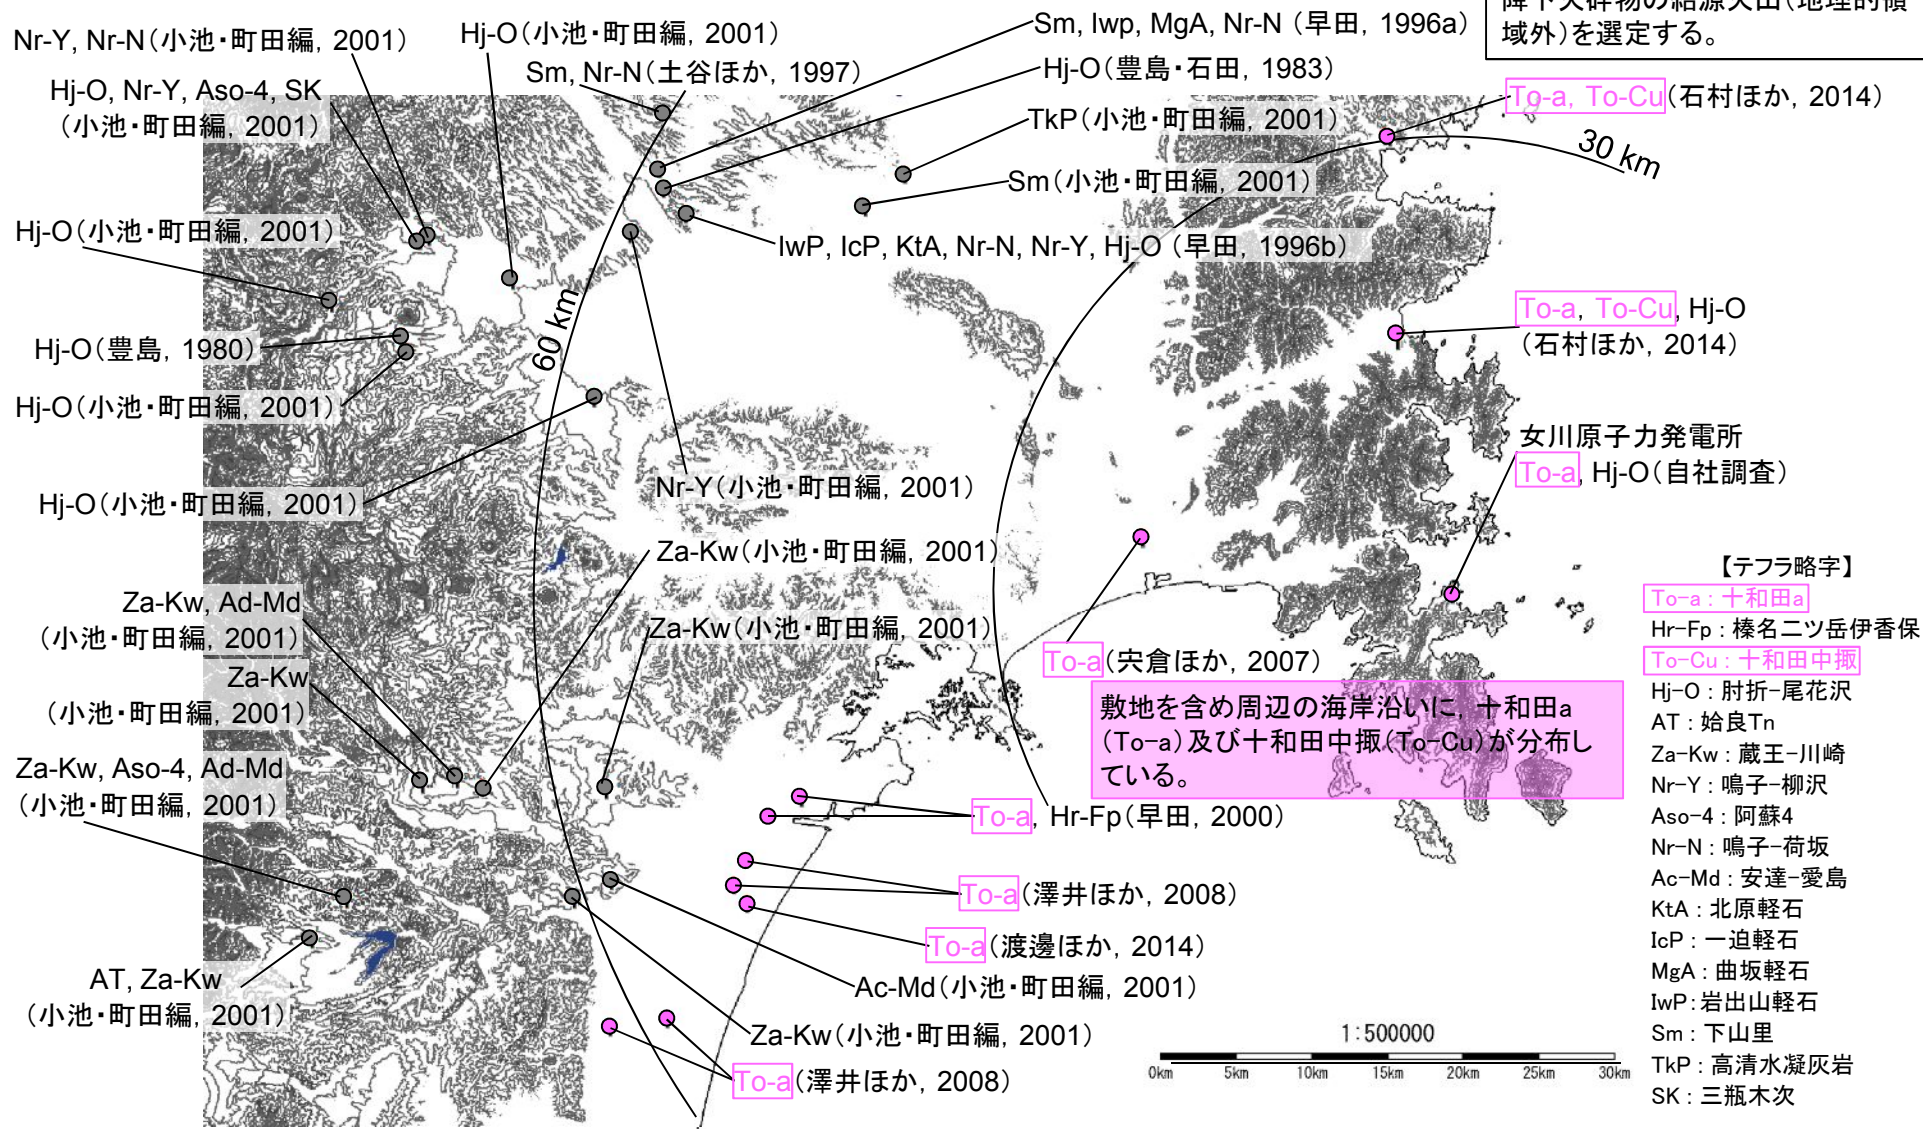 降下火砕物の給源火山(地理的領
域外)を選定する。
Nr-Y, Nr-N(小池・町田編, 2001)
Hj-O(小池・町田編, 2001)
Sm, Iwp, MgA, Nr-N (早田, 1996a)
Sm, Nr-N(土谷ほか, 1997)
Hj-O(豊島・石田, 1983)
Hj-O, Nr-Y, Aso-4, SK
(小池・町田編, 2001)
TkP(小池・町田編, 2001)
To-a, To-Cu(石村ほか, 2014)
30 km
Sm(小池・町田編, 2001)
Hj-O(小池・町田編, 2001)
IwP, IcP, KtA, Nr-N, Nr-Y, Hj-O (早田, 1996b)
60 km
To-a, To-Cu, Hj-O
(石村ほか, 2014)
Hj-O(豊島, 1980)
Hj-O(小池・町田編, 2001)
女川原子力発電所
To-a, Hj-O(自社調査)
Hj-O(小池・町田編, 2001)
Nr-Y(小池・町田編, 2001)
Za-Kw(小池・町田編, 2001)
Za-Kw, Ad-Md
(小池・町田編, 2001)
Za-Kw(小池・町田編, 2001)
To-a(宍倉ほか, 2007)
Za-Kw
(小池・町田編, 2001)
敷地を含め周辺の海岸沿いに, 十和田a
(To-a)及び十和田中掫(To-Cu)が分布し
ている。
Za-Kw, Aso-4, Ad-Md
(小池・町田編, 2001)
To-a, Hr-Fp(早田, 2000)
To-a(澤井ほか, 2008)
To-a(渡邊ほか, 2014)
AT, Za-Kw
(小池・町田編, 2001)
Ac-Md(小池・町田編, 2001)
Za-Kw(小池・町田編, 2001)
To-a(澤井ほか, 2008)
1:500000
0km 5km 10km 15km 20km 25km 30km
【テフラ略字】
To-a : 十和田a
Hr-Fp : 榛名二ツ岳伊香保
To-Cu : 十和田中掫
Hj-O : 肘折-尾花沢
AT : 姶良Tn
Za-Kw : 蔵王-川崎
Nr-Y : 鳴子-柳沢
Aso-4 : 阿蘇4
Nr-N : 鳴子-荷坂
Ac-Md : 安達-愛島
KtA : 北原軽石
IcP : 一迫軽石
MgA : 曲坂軽石
IwP : 岩出山軽石
Sm : 下山里
TkP : 高清水凝灰岩
SK : 三瓶木次